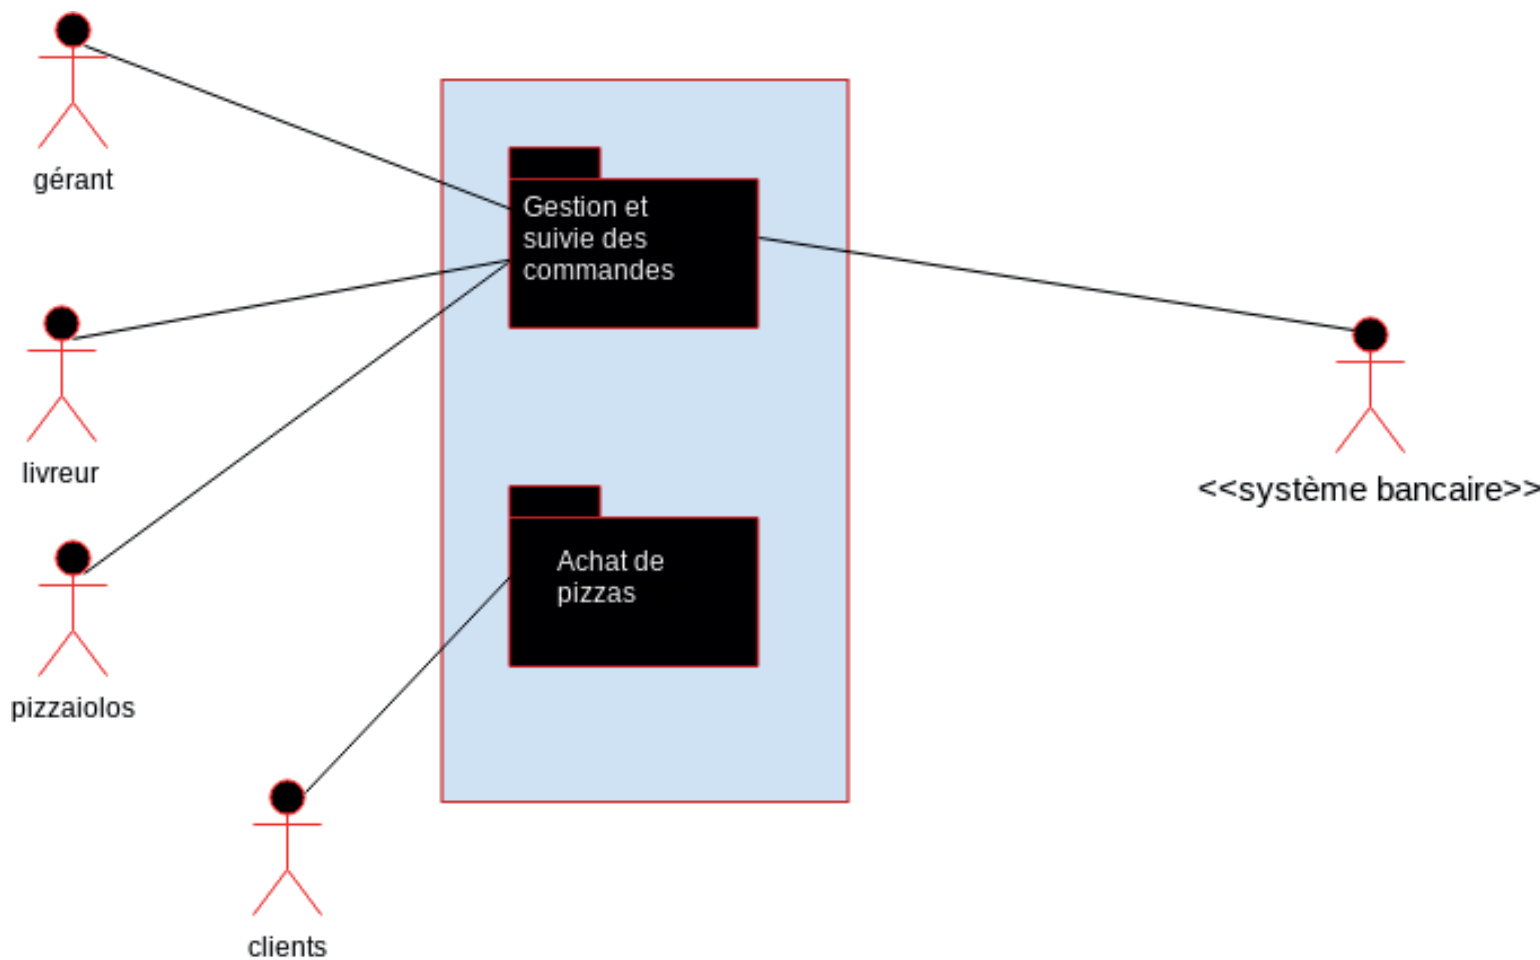 gérant
Gestion et
suivie des
commandes
livreur
<<système bancaire>>
Achat de
pizzas
pizzaiolos
clients